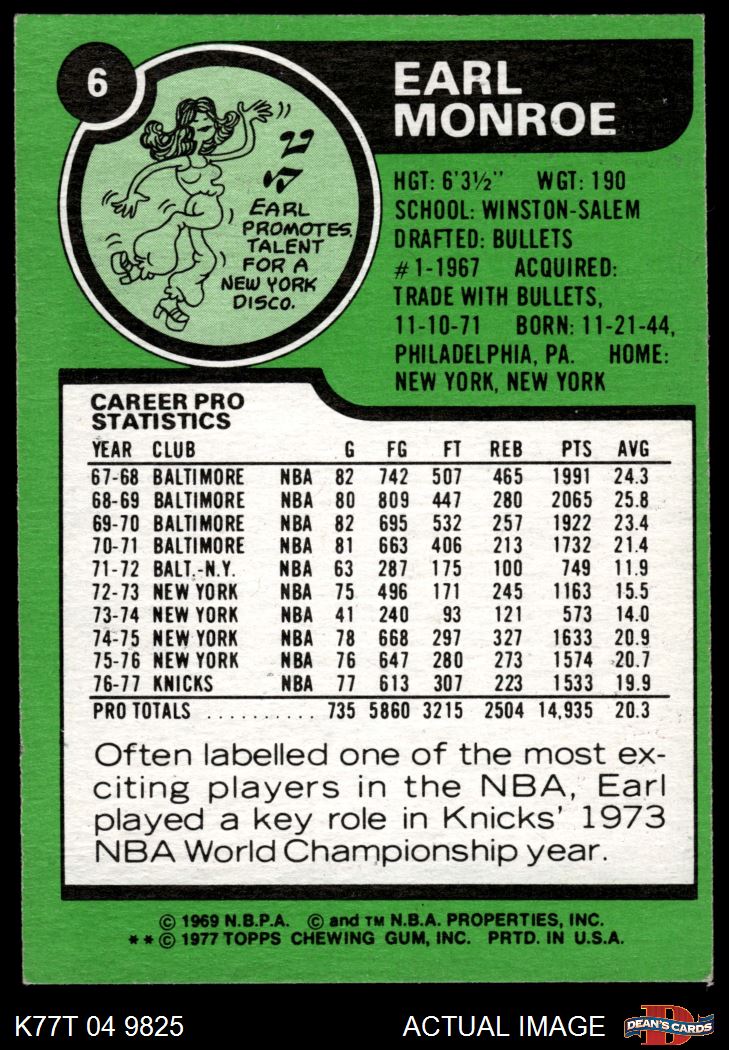 6
EARL
MONROE
EARL
PROMOTES
TALENT
FOR A
NEW YORK
DISCO.
HGT: 6'3½" WGT: 190
SCHOOL: WINSTON-SALEM
DRAFTED: BULLETS
#1-1967 ACQUIRED:
TRADE WITH BULLETS,
11-10-71 BORN: 11-21-44,
PHILADELPHIA, PA. HOME:
NEW YORK, NEW YORK
CAREER PRO
STATISTICS
YEAR CLUB G FG FT REB PTS AVG
67-68 BALTIMORE NBA 82 742 507 465 1991 24.3
68-69 BALTIMORE NBA 80 809 447 280 2065 25.8
69-70 BALTIMORE NBA 82 695 532 257 1922 23.4
70-71 BALTIMORE NBA 81 663 406 213 1732 21.4
71-72 BALT.-N.Y. NBA 63 287 175 100 749 11.9
72-73 NEW YORK NBA 75 496 171 245 1163 15.5
73-74 NEW YORK NBA 41 240 93 121 573 14.0
74-75 NEW YORK NBA 78 668 297 327 1633 20.9
75-76 NEW YORK NBA 76 647 280 273 1574 20.7
76-77 KNICKS NBA 77 613 307 223 1533 19.9
PRO TOTALS .......... 735 5860 3215 2504 14,935 20.3
Often labelled one of the most ex-
citing players in the NBA, Earl
played a key role in Knicks' 1973
NBA World Championship year.
© 1969 N.B.P.A. © and TM N.B.A. PROPERTIES, INC.
** © 1977 TOPPS CHEWING GUM, INC. PRTD. IN U.S.A.
K77T 04 9825 ACTUAL IMAGE
DEAN'S CARDS